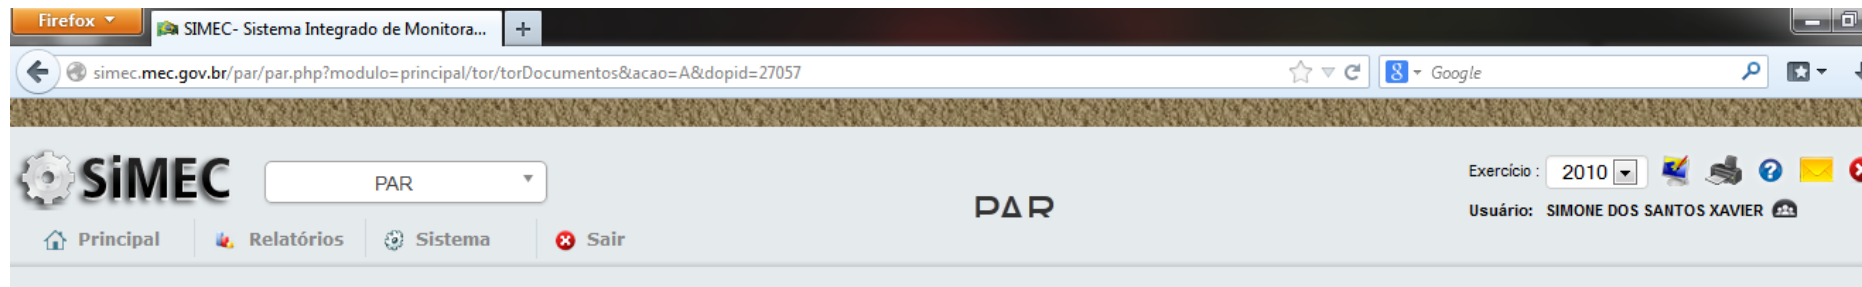 Firefox
SIMEC- Sistema Integrado de Monitora...
simec.mec.gov.br/par/par.php?modulo=principal/tor/torDocumentos&acao=A&dopid=27057
Google
SiMEC
PAR
PAR
Exercício : 2010
Usuário: SIMONE DOS SANTOS XAVIER
Principal Relatórios Sistema Sair